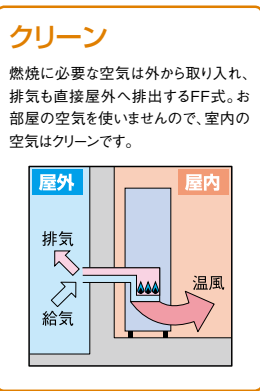 クリーン
燃焼に必要な空気は外から取り入れ、
排気も直接屋外へ排出するFF式。お
部屋の空気を使いませんので、室内の
空気はクリーンです。
屋外
屋内
排気
温風
給気